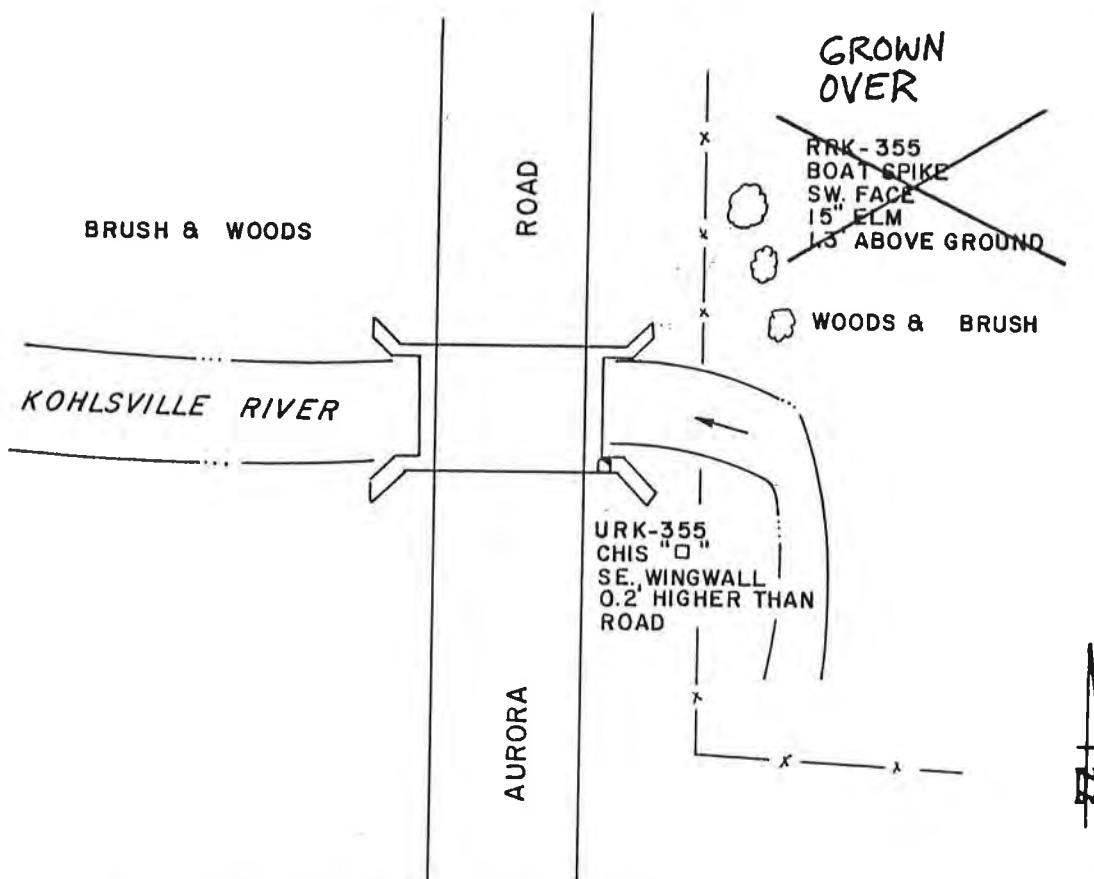 GROWN
OVER
RRK-355
BOAT SPIKE
SW. FACE
15" ELM
1.3' ABOVE GROUND
ROAD
BRUSH & WOODS
WOODS & BRUSH
KOHLSVILLE RIVER
URK-355
CHIS "□"
SE. WINGWALL
0.2' HIGHER THAN
ROAD
AURORA